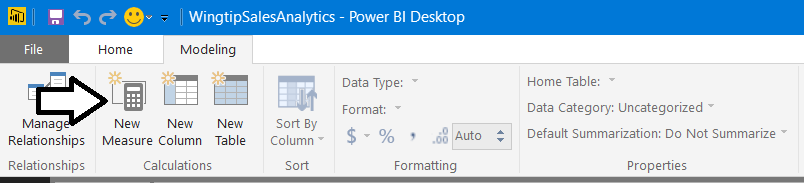 WingtipSalesAnalytics - Power BI Desktop
File Home Modeling
Manage Relationships
New Measure
New Column
New Table
Sort By Column
Data Type:
Format:
$ % , .00 Auto
Home Table:
Data Category: Uncategorized
Default Summarization: Do Not Summarize
Relationships Calculations Sort Formatting Properties